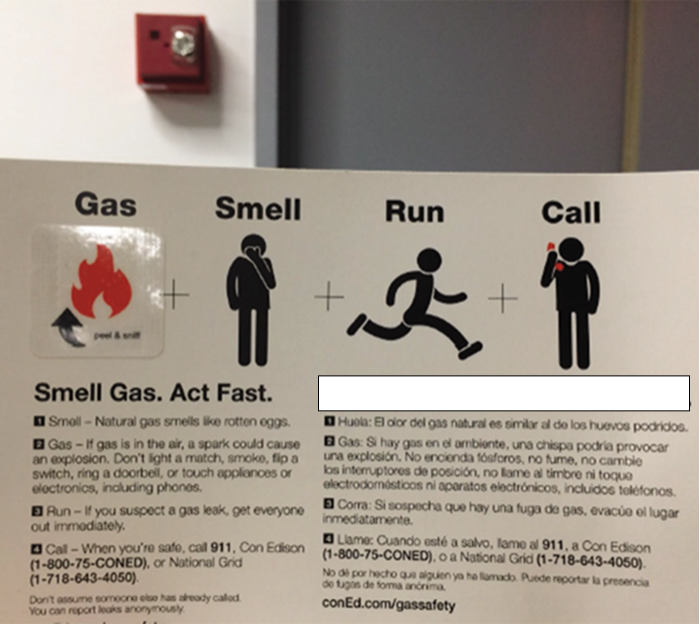 Gas Smell Run Call
peel & sniff
Smell Gas. Act Fast.
1 Smell – Natural gas smells like rotten eggs.
2 Gas – If gas is in the air, a spark could cause
an explosion. Don't light a match, smoke, flip a
switch, ring a doorbell, or touch appliances or
electronics, including phones.
3 Run – If you suspect a gas leak, get everyone
out immediately.
4 Call – When you're safe, call 911, Con Edison
(1-800-75-CONED), or National Grid
(1-718-643-4050).
Don't assume someone else has already called.
You can report leaks anonymously.
1 Huela: El olor del gas natural es similar al de los huevos podridos.
2 Gas: Si hay gas en el ambiente, una chispa podría provocar
una explosión. No encienda fósforos, no fume, no cambie
los interruptores de posición, no llame al timbre ni toque
electrodomésticos ni aparatos electrónicos, incluidos teléfonos.
3 Corra: Si sospecha que hay una fuga de gas, evacúe el lugar
inmediatamente.
4 Llame: Cuando esté a salvo, llame al 911, a Con Edison
(1-800-75-CONED), o a National Grid (1-718-643-4050).
No dé por hecho que alguien ya ha llamado. Puede reportar la presencia
de fugas de forma anónima.
conEd.com/gassafety